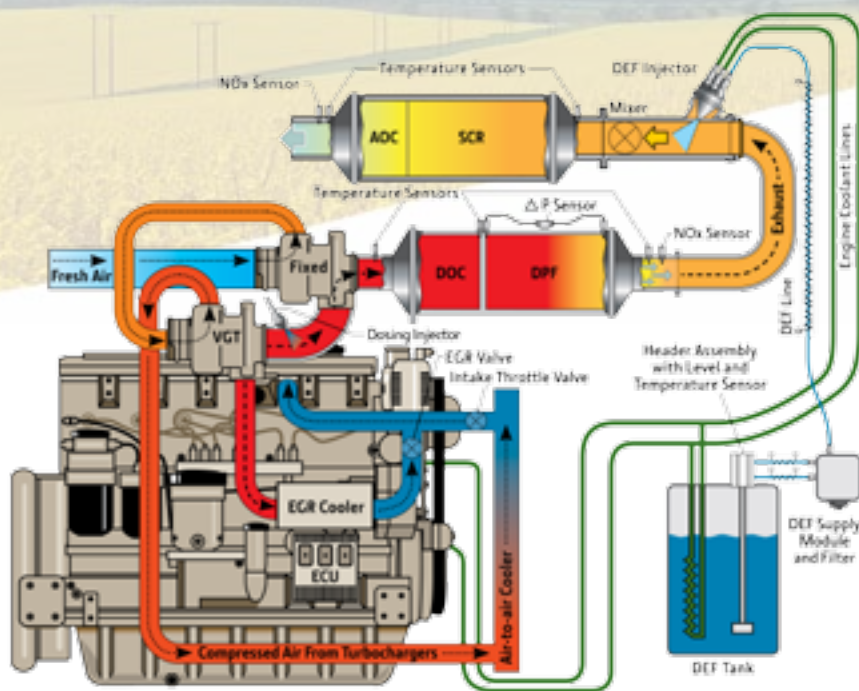 NOx Sensor
Temperature Sensors
DEF Injector
Mixer
AOC
SCR
Temperature Sensors
△ P Sensor
NOx Sensor
Exhaust
Engine Coolant Lines
DEF Line
Fresh Air
Fixed
DOC
DPF
VGT
Dosing Injector
EGR Valve
Intake Throttle Valve
Header Assembly
with Level and
Temperature Sensor
EGR Cooler
ECU
Air-to-air Cooler
Compressed Air From Turbochargers
DEF Supply
Module
and Filter
DEF Tank